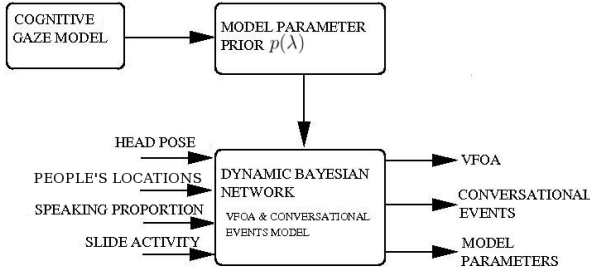 COGNITIVE
GAZE MODEL
MODEL PARAMETER
PRIOR p(λ)
HEAD POSE
PEOPLE'S LOCATIONS
SPEAKING PROPORTION
SLIDE ACTIVITY
DYNAMIC BAYESIAN
NETWORK
VFOA & CONVERSATIONAL
EVENTS MODEL
VFOA
CONVERSATIONAL
EVENTS
MODEL
PARAMETERS